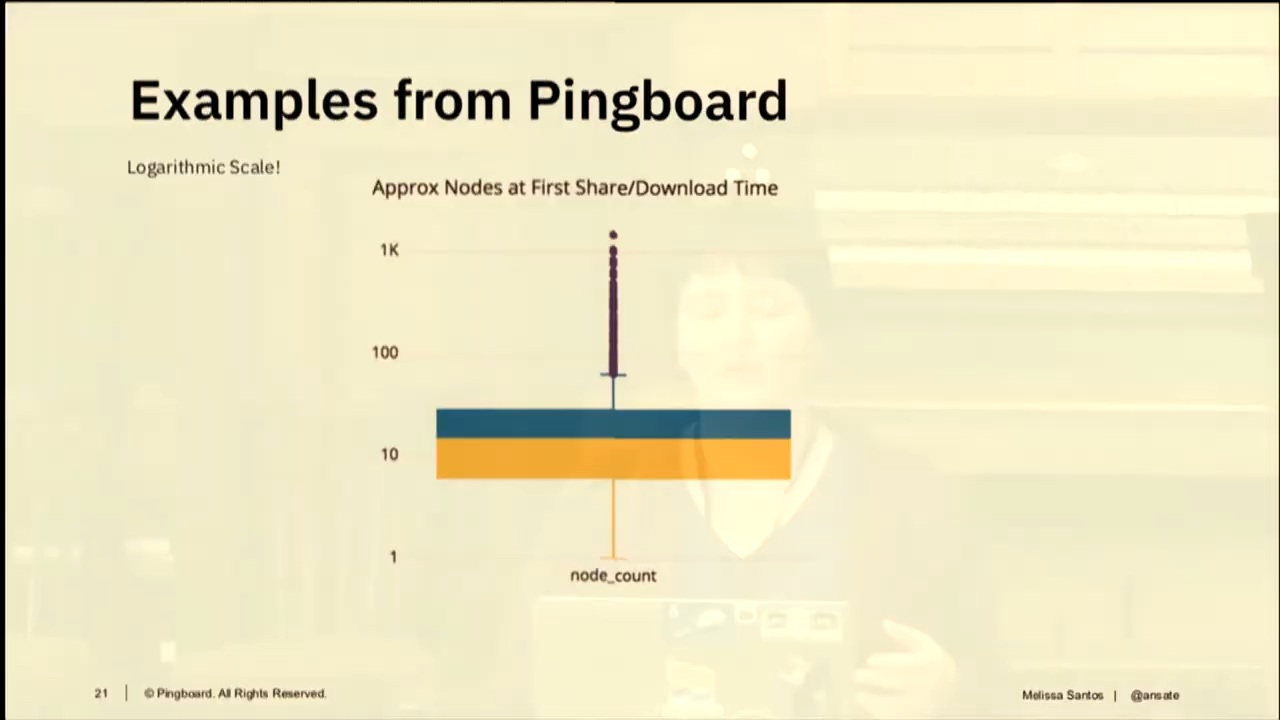 Examples from Pingboard
Logarithmic Scale!
Approx Nodes at First Share/Download Time
1K
100
10
1
node_count
21 | © Pingboard. All Rights Reserved.
Melissa Santos | @ansate